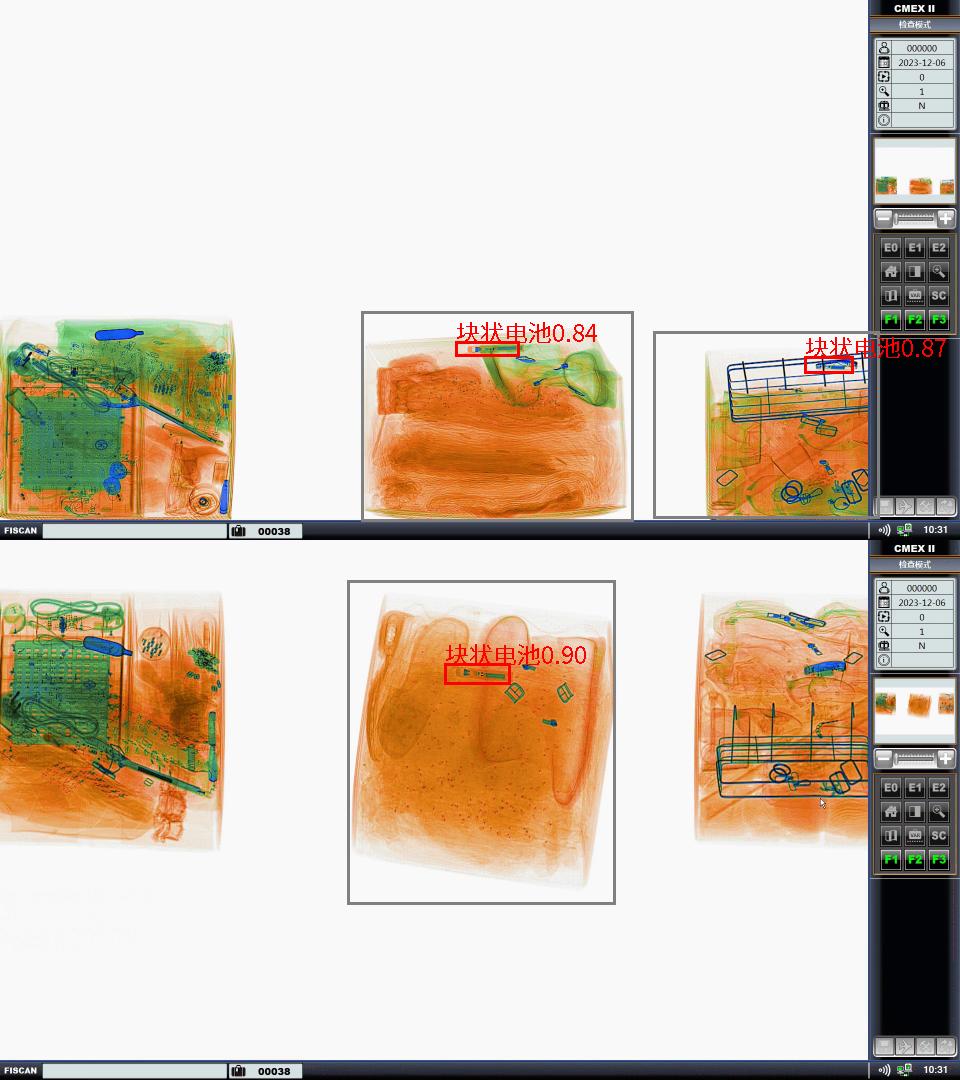 CMEX II
检查模式
000000
2023-12-06
0
1
N
E0 E1 E2
VAR SC
F1 F2 F3
块状电池0.84
块状电池0.87
FISCAN 00038 10:31
CMEX II
检查模式
000000
2023-12-06
0
1
N
块状电池0.90
E0 E1 E2
VAR SC
F1 F2 F3
FISCAN 00038 10:31